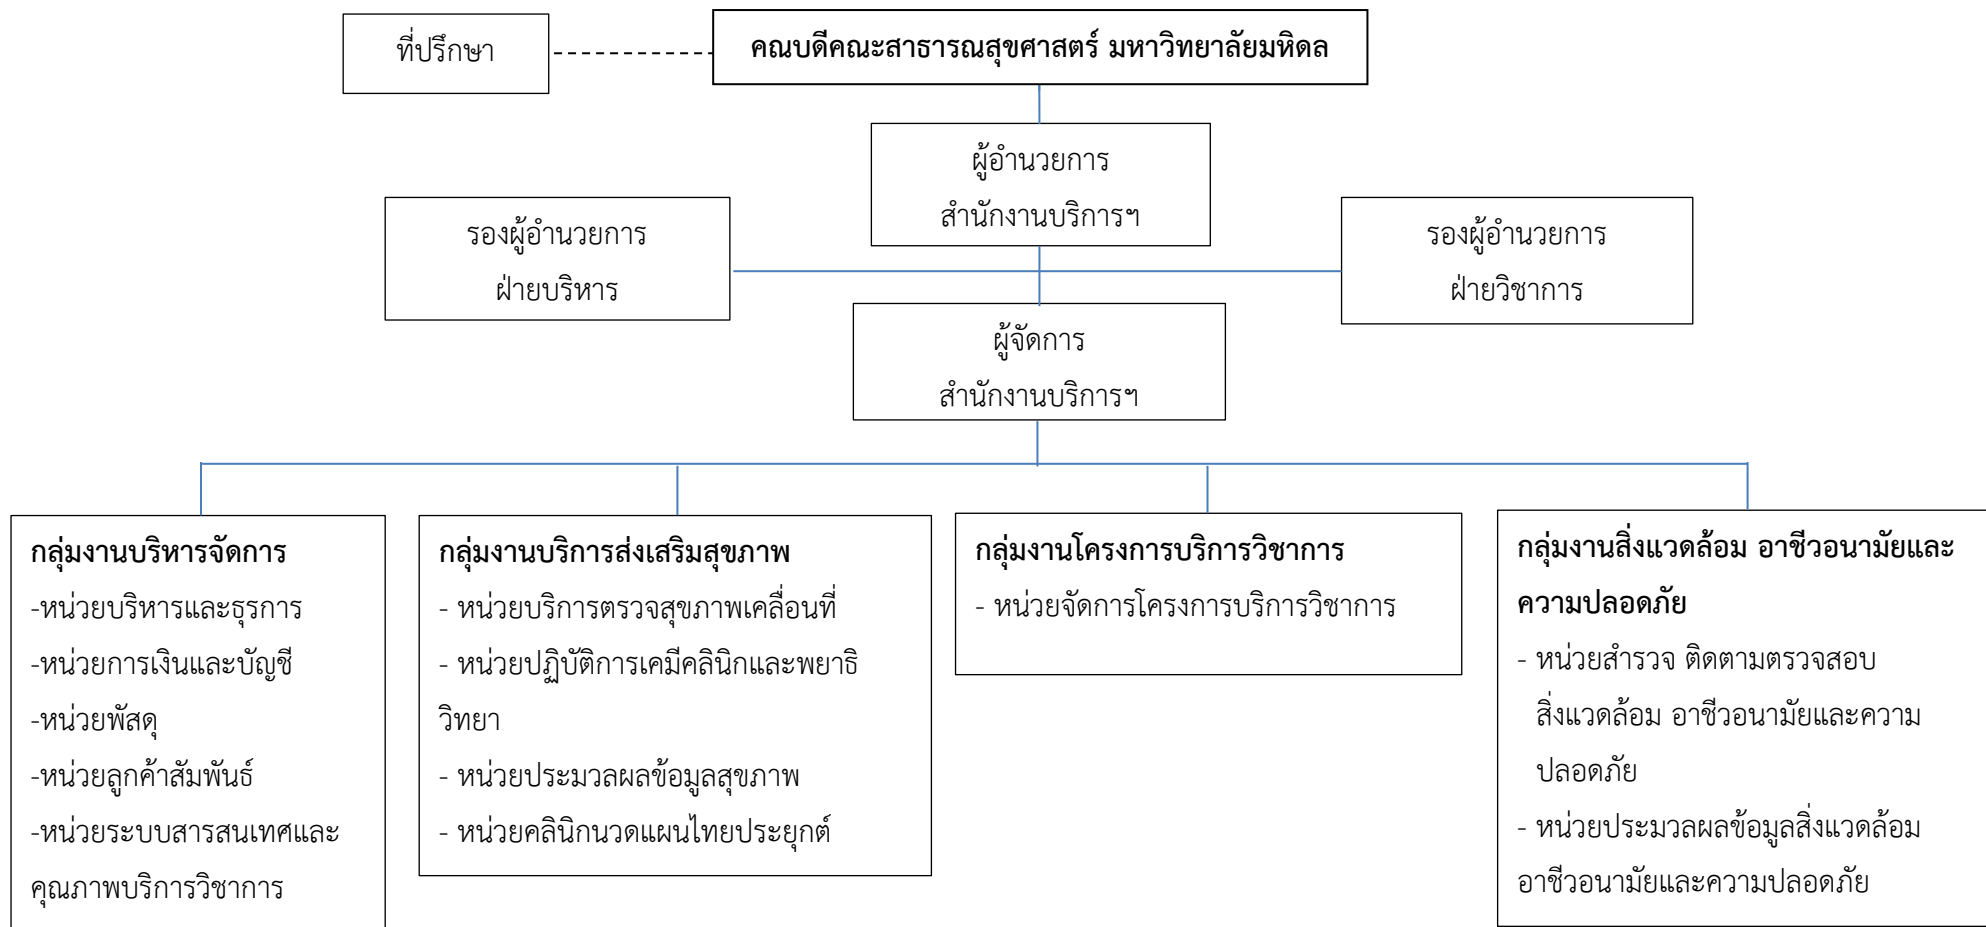 ที่ปรึกษา
คณบดีคณะสาธารณสุขศาสตร์ มหาวิทยาลัยมหิดล
ผู้อำนวยการ
สำนักงานบริการฯ
รองผู้อำนวยการ
ฝ่ายบริหาร
รองผู้อำนวยการ
ฝ่ายวิชาการ
ผู้จัดการ
สำนักงานบริการฯ
กลุ่มงานบริหารจัดการ
-หน่วยบริหารและธุรการ
-หน่วยการเงินและบัญชี
-หน่วยพัสดุ
-หน่วยลูกค้าสัมพันธ์
-หน่วยระบบสารสนเทศและ
คุณภาพบริการวิชาการ
กลุ่มงานบริการส่งเสริมสุขภาพ
- หน่วยบริการตรวจสุขภาพเคลื่อนที่
- หน่วยปฏิบัติการเคมีคลินิกและพยาธิ
วิทยา
- หน่วยประมวลผลข้อมูลสุขภาพ
- หน่วยคลินิกนวดแผนไทยประยุกต์
กลุ่มงานโครงการบริการวิชาการ
- หน่วยจัดการโครงการบริการวิชาการ
กลุ่มงานสิ่งแวดล้อม อาชีวอนามัยและ
ความปลอดภัย
- หน่วยสำรวจ ติดตามตรวจสอบ
สิ่งแวดล้อม อาชีวอนามัยและความ
ปลอดภัย
- หน่วยประมวลผลข้อมูลสิ่งแวดล้อม
อาชีวอนามัยและความปลอดภัย